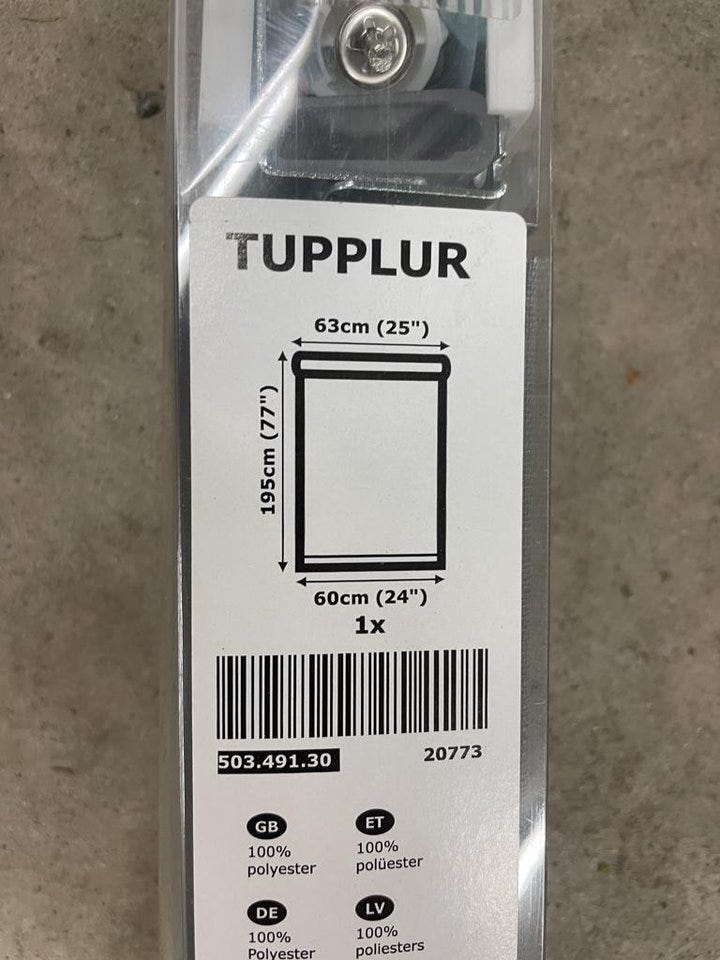 TUPPLUR
63cm (25")
195cm (77")
60cm (24")
1x
503.491.30
20773
GB
100%
polyester
ET
100%
polüester
DE
100%
Polyester
LV
100%
poliesters